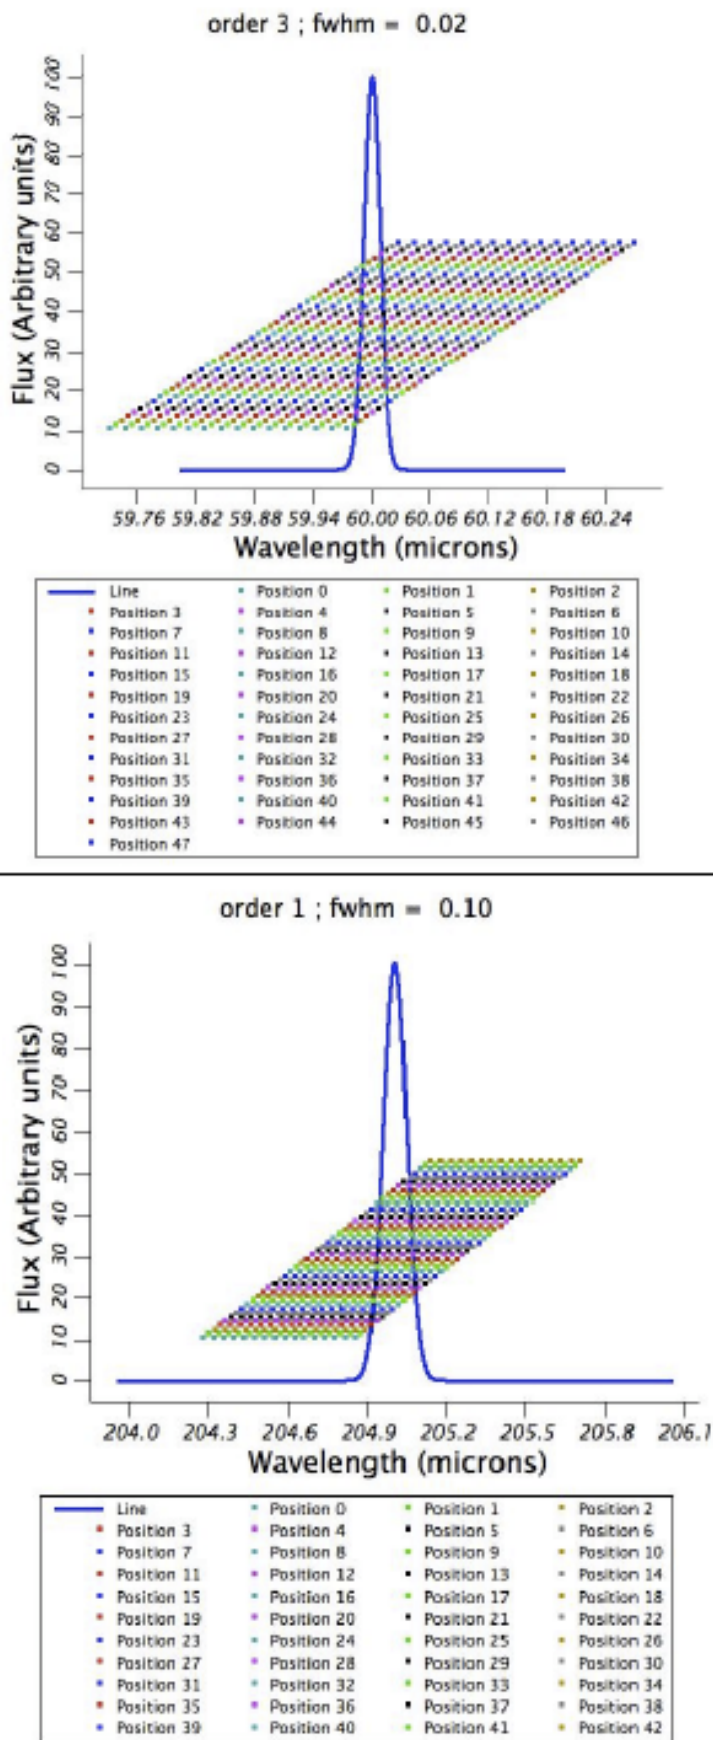 order 3 ; fwhm = 0.02
100
90
80
70
60
50
40
30
20
10
0
Flux (Arbitrary units)
59.76 59.82 59.88 59.94 60.00 60.06 60.12 60.18 60.24
Wavelength (microns)
Line Position 0 Position 1 Position 2
Position 3 Position 4 Position 5 Position 6
Position 7 Position 8 Position 9 Position 10
Position 11 Position 12 Position 13 Position 14
Position 15 Position 16 Position 17 Position 18
Position 19 Position 20 Position 21 Position 22
Position 23 Position 24 Position 25 Position 26
Position 27 Position 28 Position 29 Position 30
Position 31 Position 32 Position 33 Position 34
Position 35 Position 36 Position 37 Position 38
Position 39 Position 40 Position 41 Position 42
Position 43 Position 44 Position 45 Position 46
Position 47
order 1 ; fwhm = 0.10
100
90
80
70
60
50
40
30
20
10
0
Flux (Arbitrary units)
204.0 204.3 204.6 204.9 205.2 205.5 205.8 206.1
Wavelength (microns)
Line Position 0 Position 1 Position 2
Position 3 Position 4 Position 5 Position 6
Position 7 Position 8 Position 9 Position 10
Position 11 Position 12 Position 13 Position 14
Position 15 Position 16 Position 17 Position 18
Position 19 Position 20 Position 21 Position 22
Position 23 Position 24 Position 25 Position 26
Position 27 Position 28 Position 29 Position 30
Position 31 Position 32 Position 33 Position 34
Position 35 Position 36 Position 37 Position 38
Position 39 Position 40 Position 41 Position 42